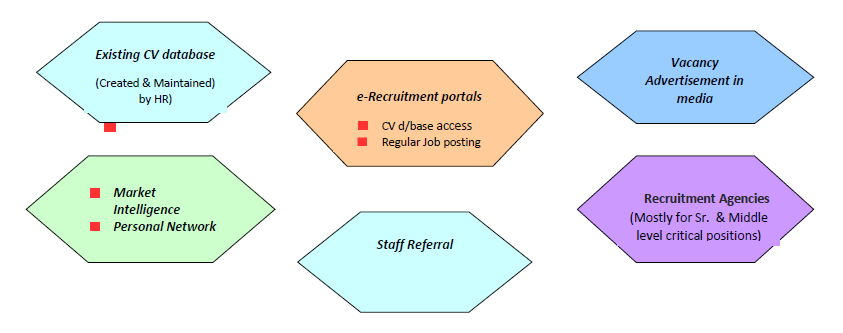 Existing CV database
(Created & Maintained)
by HR)
e-Recruitment portals
CV d/base access
Regular Job posting
Vacancy
Advertisement in
media
Market
Intelligence
Personal Network
Staff Referral
Recruitment Agencies
(Mostly for Sr. & Middle
level critical positions)